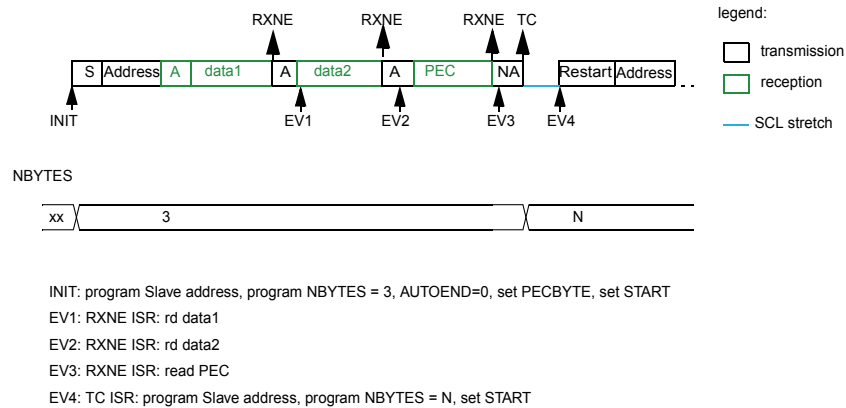 RXNE RXNE RXNE TC
legend:
transmission
reception
SCL stretch
S Address A data1 A data2 A PEC NA Restart Address
INIT EV1 EV2 EV3 EV4
NBYTES
xx 3 N
INIT: program Slave address, program NBYTES = 3, AUTOEND=0, set PECBYTE, set START
EV1: RXNE ISR: rd data1
EV2: RXNE ISR: rd data2
EV3: RXNE ISR: read PEC
EV4: TC ISR: program Slave address, program NBYTES = N, set START